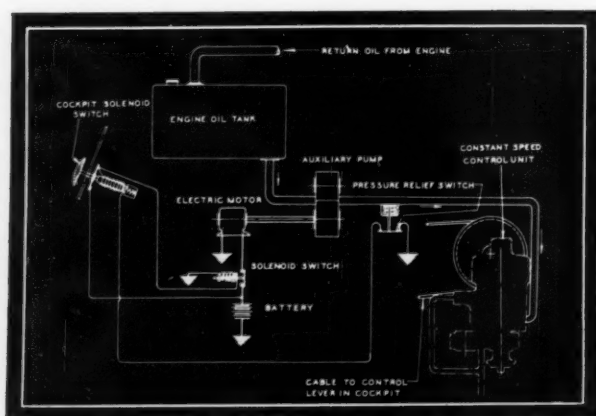 RETURN OIL FROM ENGINE
COCKPIT SOLENOID
SWITCH
ENGINE OIL TANK
CONSTANT SPEED
CONTROL UNIT
AUXILIARY PUMP
PRESSURE RELIEF SWITCH
ELECTRIC MOTOR
SOLENOID SWITCH
BATTERY
CABLE TO CONTROL
LEVER IN COCKPIT